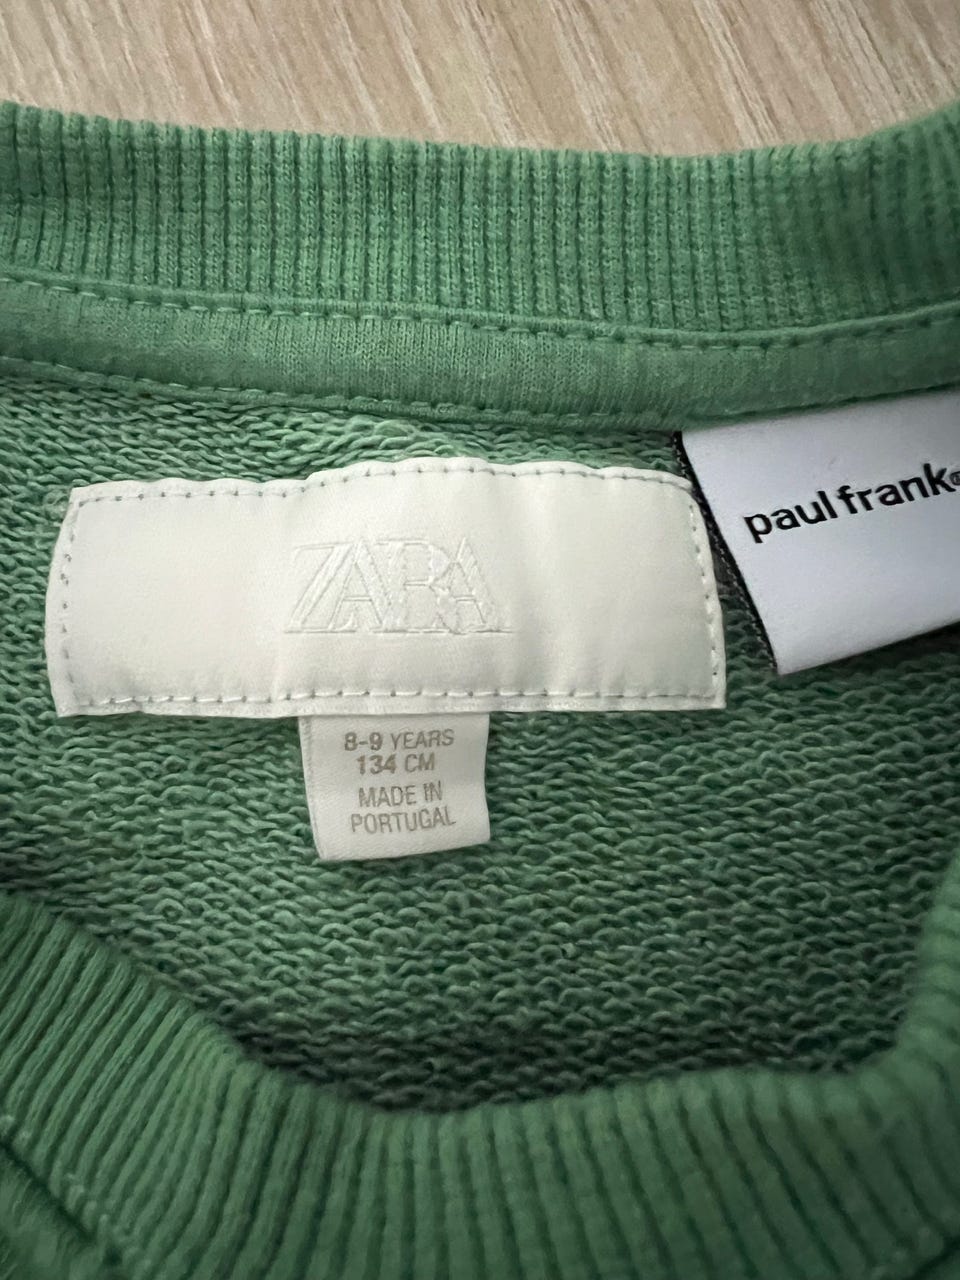 ZARA
paul frank®
8-9 YEARS
134 CM
MADE IN
PORTUGAL